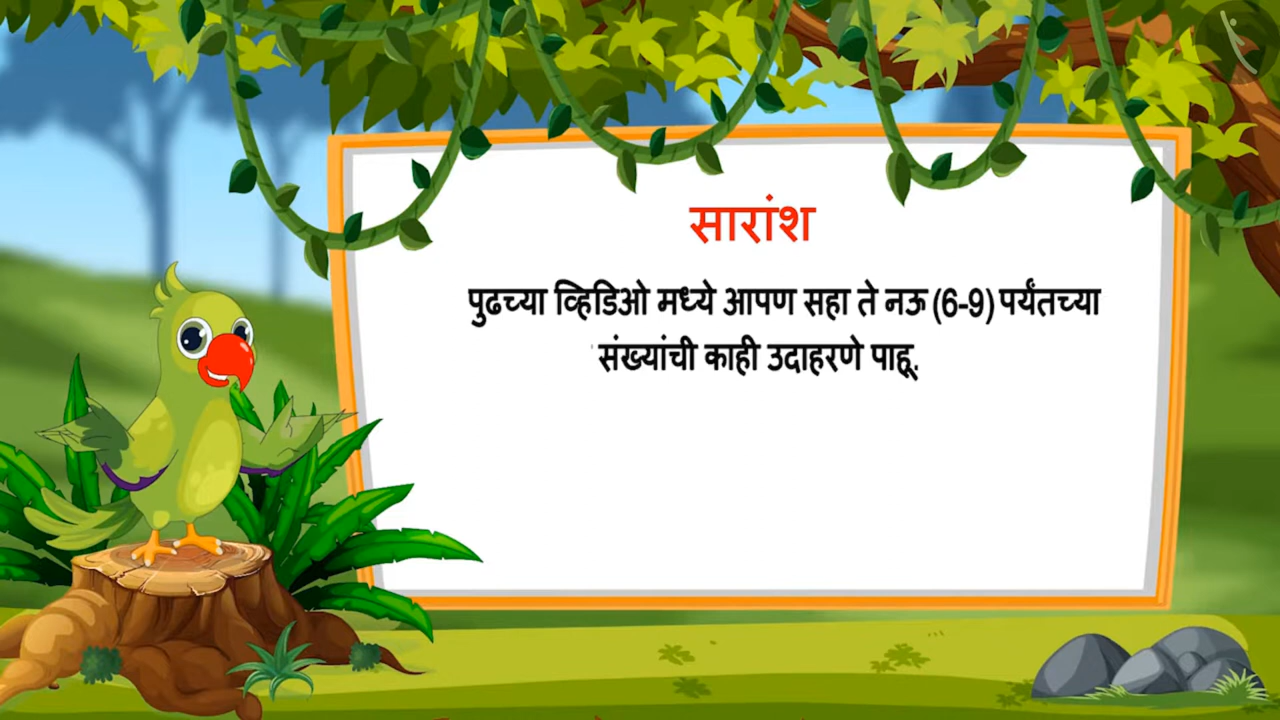 सारांश
पुढच्या व्हिडिओ मध्ये आपण सहा ते नऊ (6-9) पर्यंतच्या
संख्यांची काही उदाहरणे पाहू.